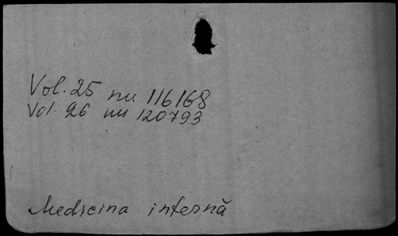 Vol. 25 nu 116168
Vol. 26 nu 120793
Medicina internă